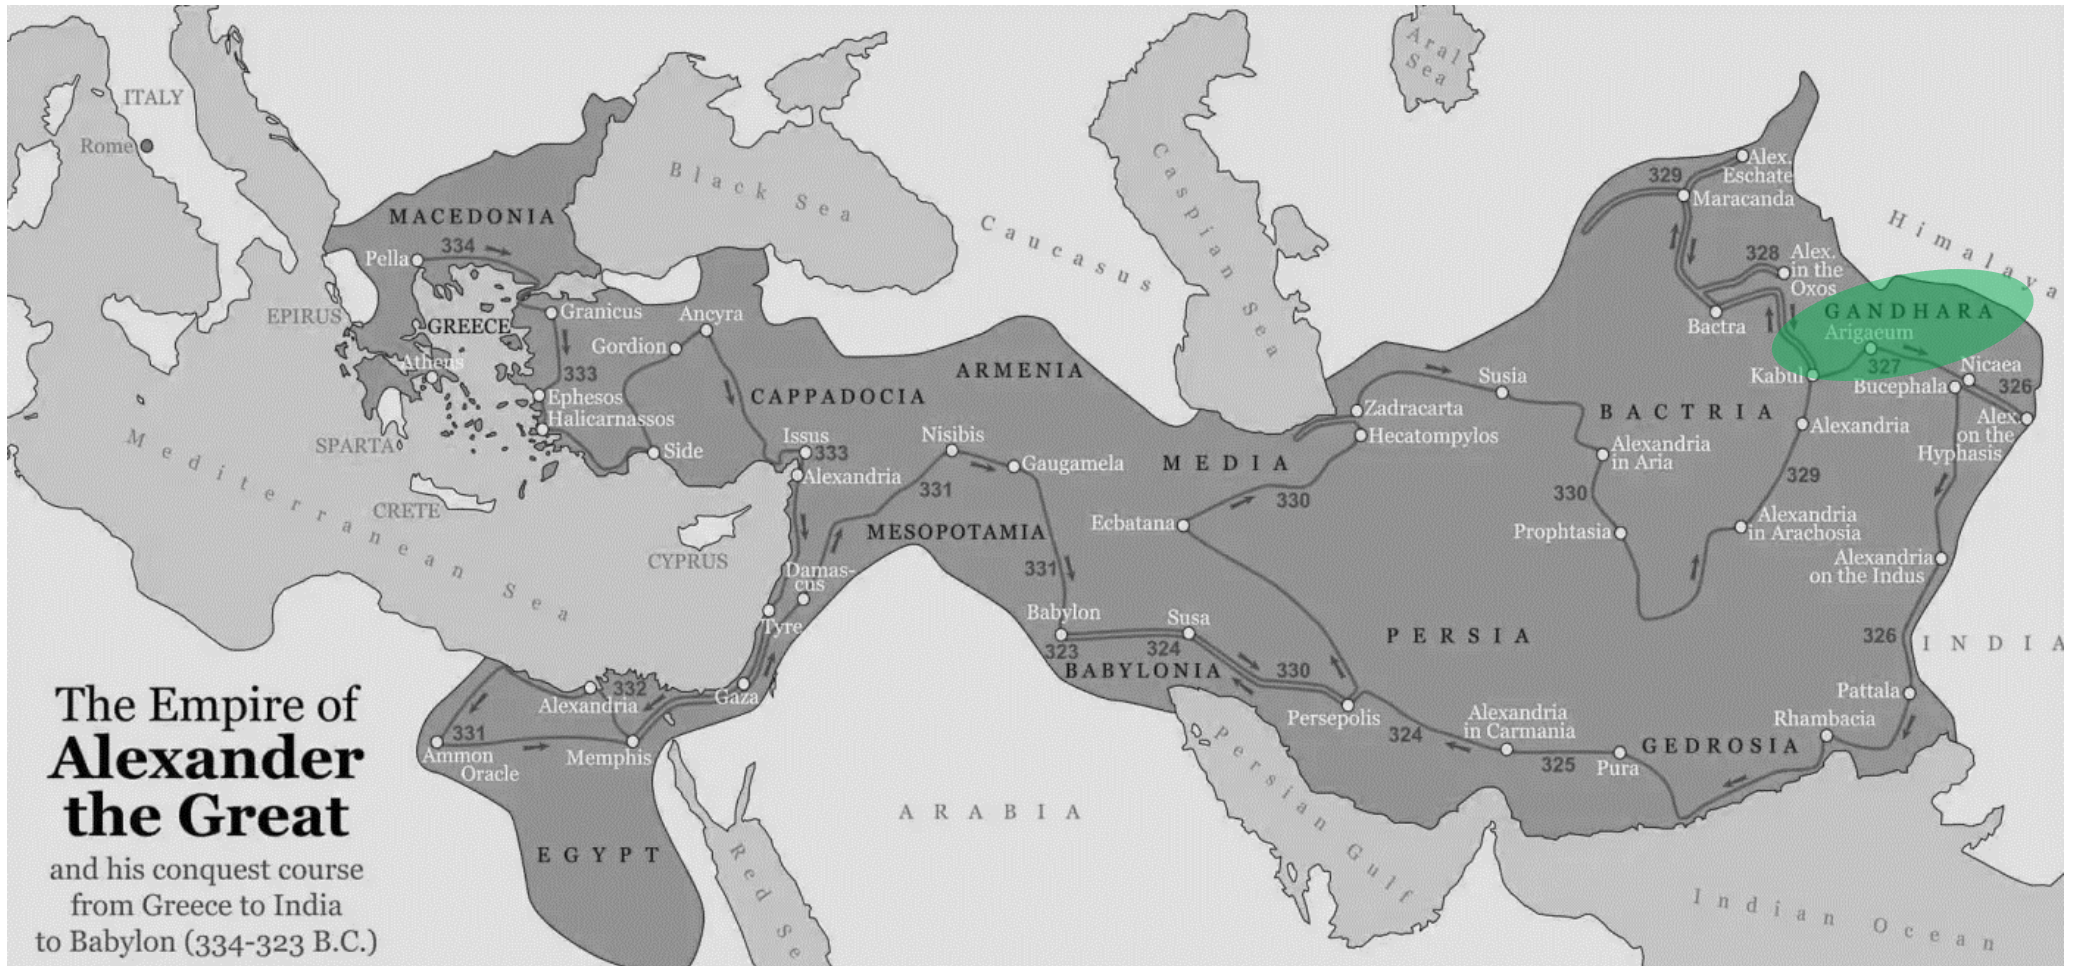 ITALY
Rome
Aral
Sea
Black Sea
Caucasus
Caspian Sea
Himalaya
MACEDONIA
334
Pella
EPIRUS
GREECE
Athens
SPARTA
CRETE
Mediterranean Sea
Granicus
333
Ephesos
Halicarnassos
Gordion
Ancyra
Side
CAPPADOCIA
ARMENIA
Issus
333
Alexandria
CYPRUS
Nisibis
331
Gaugamela
MESOPOTAMIA
331
Damas-
cus
Tyre
Gaza
332
Alexandria
331
Ammon
Oracle
Memphis
EGYPT
Red Se
ARABIA
Babylon
323
BABYLONIA
Susa
324
330
Persepolis
Ecbatana
MEDIA
330
Zadracarta
Hecatompylos
Susia
BACTRIA
Alexandria
in Aria
330
Prophtasia
Alexandria
in Arachosia
329
Alexandria
Kabul
Bactra
329
Alex.
Eschate
Maracanda
328
Alex.
in the
Oxos
GANDHARA
Arigaeum
327
Nicaea
Bucephala
326
Alex.
on the
Hyphasis
Alexandria
on the Indus
326
INDIA
Pattala
Rhambacia
GEDROSIA
PERSIA
Pura
325
Alexandria
in Carmania
324
Persian Gulf
Indian Ocean
The Empire of
Alexander
the Great
and his conquest course
from Greece to India
to Babylon (334-323 B.C.)